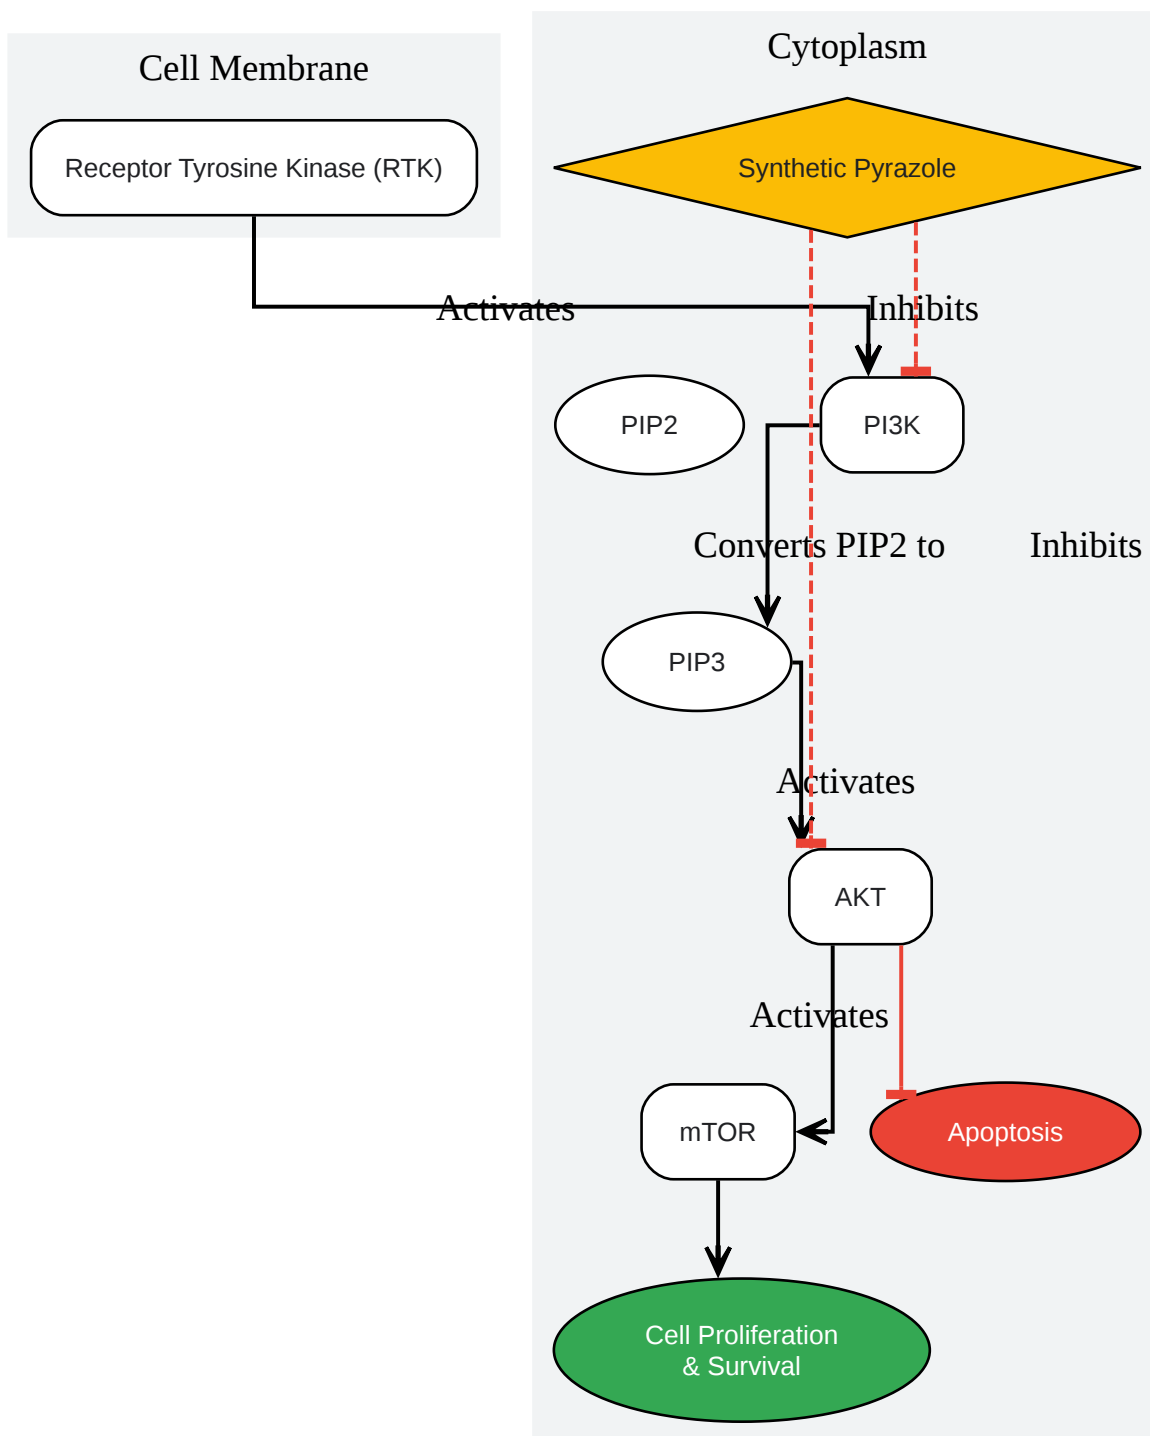 Cytoplasm
Cell Membrane
Receptor Tyrosine Kinase (RTK)
Synthetic Pyrazole
Activates
Inhibits
PIP2
PI3K
Converts PIP2 to
Inhibits
PIP3
Activates
AKT
Activates
mTOR
Apoptosis
Cell Proliferation
& Survival